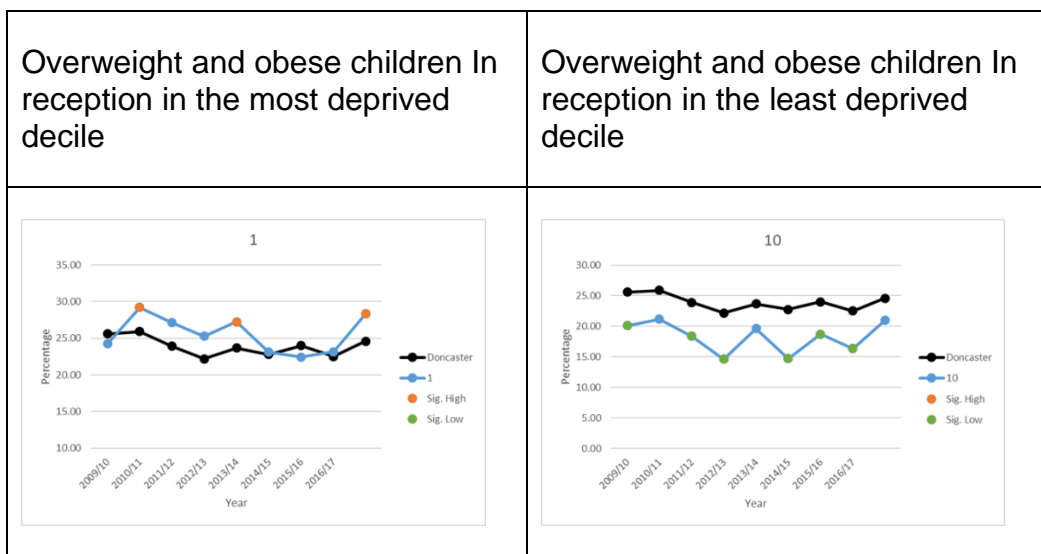 Overweight and obese children In
reception in the most deprived
decile
Overweight and obese children In
reception in the least deprived
decile
1
35.00
30.00
25.00
20.00
15.00
10.00
Percentage
2009/10
2010/11
2011/12
2012/13
2013/14
2014/15
2015/16
2016/17
Year
Doncaster
1
Sig. High
Sig. Low
10
30.00
25.00
20.00
15.00
10.00
5.00
0.00
Percentage
2009/10
2010/11
2011/12
2012/13
2013/14
2014/15
2015/16
2016/17
Year
Doncaster
10
Sig. High
Sig. Low